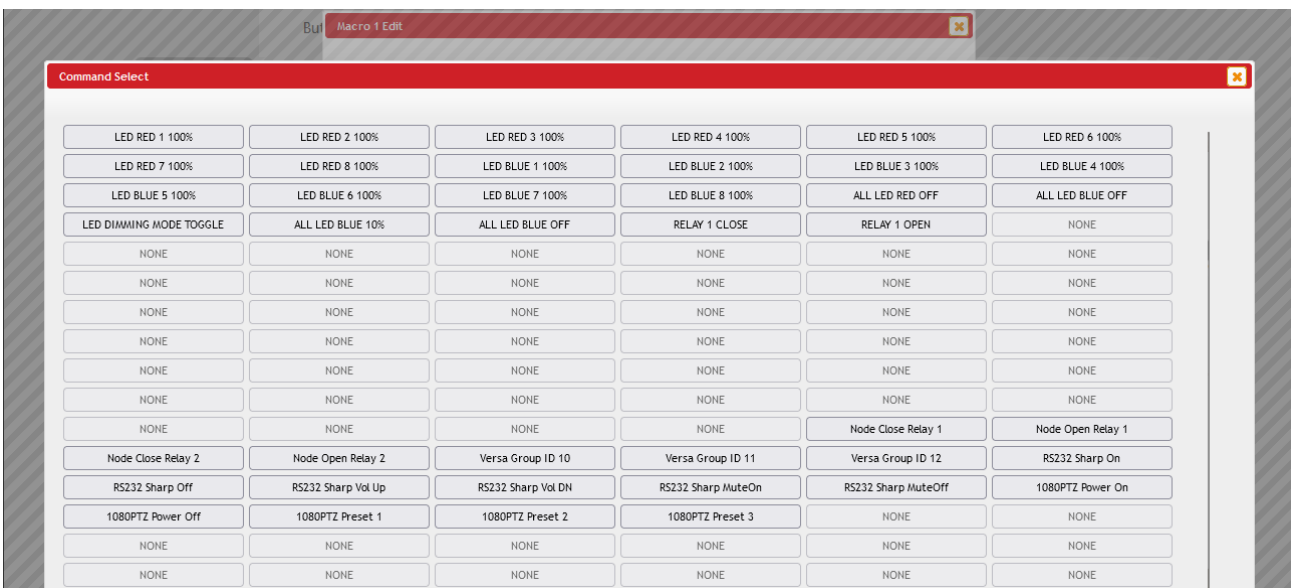 But
Macro 1 Edit
Command Select
LED RED 1 100% LED RED 2 100% LED RED 3 100% LED RED 4 100% LED RED 5 100% LED RED 6 100%
LED RED 7 100% LED RED 8 100% LED BLUE 1 100% LED BLUE 2 100% LED BLUE 3 100% LED BLUE 4 100%
LED BLUE 5 100% LED BLUE 6 100% LED BLUE 7 100% LED BLUE 8 100% ALL LED RED OFF ALL LED BLUE OFF
LED DIMMING MODE TOGGLE ALL LED BLUE 10% ALL LED BLUE OFF RELAY 1 CLOSE RELAY 1 OPEN NONE
NONE NONE NONE NONE NONE NONE
NONE NONE NONE NONE NONE NONE
NONE NONE NONE NONE NONE NONE
NONE NONE NONE NONE NONE NONE
NONE NONE NONE NONE NONE NONE
NONE NONE NONE NONE NONE NONE
NONE NONE NONE NONE Node Close Relay 1 Node Open Relay 1
Node Close Relay 2 Node Open Relay 2 Versa Group ID 10 Versa Group ID 11 Versa Group ID 12 RS232 Sharp On
RS232 Sharp Off RS232 Sharp Vol Up RS232 Sharp Vol DN RS232 Sharp MuteOn RS232 Sharp MuteOff 1080PTZ Power On
1080PTZ Power Off 1080PTZ Preset 1 1080PTZ Preset 2 1080PTZ Preset 3 NONE NONE
NONE NONE NONE NONE NONE NONE
NONE NONE NONE NONE NONE NONE